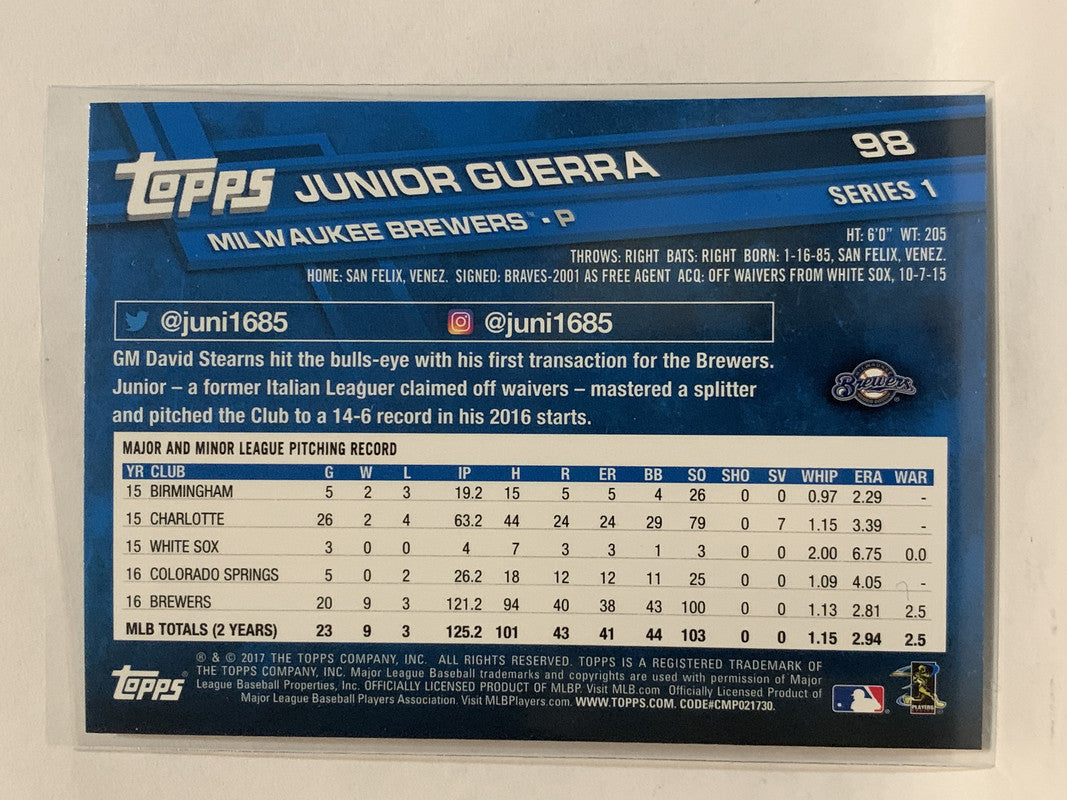 Topps JUNIOR GUERRA 98
MILWAUKEE BREWERS™ - P SERIES 1
HT: 6'0" WT: 205
THROWS: RIGHT BATS: RIGHT BORN: 1-16-85, SAN FELIX, VENEZ.
HOME: SAN FELIX, VENEZ. SIGNED: BRAVES-2001 AS FREE AGENT ACQ: OFF WAIVERS FROM WHITE SOX, 10-7-15
@juni1685 @juni1685
GM David Stearns hit the bulls-eye with his first transaction for the Brewers.
Junior – a former Italian Leaguer claimed off waivers – mastered a splitter
and pitched the Club to a 14-6 record in his 2016 starts.
Brewers
MAJOR AND MINOR LEAGUE PITCHING RECORD
YR CLUB G W L IP H R ER BB SO SHO SV WHIP ERA WAR
15 BIRMINGHAM 5 2 3 19.2 15 5 5 4 26 0 0 0.97 2.29 -
15 CHARLOTTE 26 2 4 63.2 44 24 24 29 79 0 7 1.15 3.39 -
15 WHITE SOX 3 0 0 4 7 3 3 1 3 0 0 2.00 6.75 0.0
16 COLORADO SPRINGS 5 0 2 26.2 18 12 12 11 25 0 0 1.09 4.05 -
16 BREWERS 20 9 3 121.2 94 40 38 43 100 0 0 1.13 2.81 2.5
MLB TOTALS (2 YEARS) 23 9 3 125.2 101 43 41 44 103 0 0 1.15 2.94 2.5
® & © 2017 THE TOPPS COMPANY, INC. ALL RIGHTS RESERVED. TOPPS IS A REGISTERED TRADEMARK OF
THE TOPPS COMPANY, INC. Major League Baseball trademarks and copyrights are used with permission of Major
League Baseball Properties, Inc. OFFICIALLY LICENSED PRODUCT OF MLBP. Visit MLB.com Officially Licensed Product of
Major League Baseball Players Association. Visit MLBPlayers.com. WWW.TOPPS.COM. CODE#CMP021730.
Topps
PLAYERS